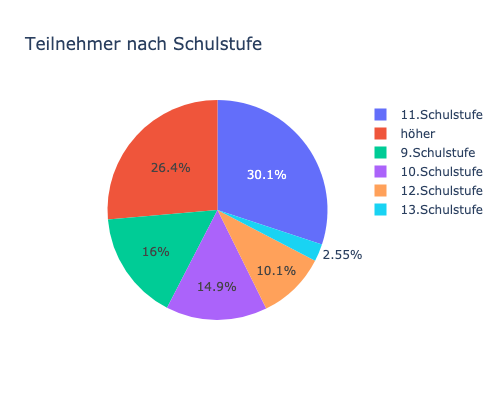 Teilnehmer nach Schulstufe
11.Schulstufe
höher
9.Schulstufe
10.Schulstufe
12.Schulstufe
13.Schulstufe
26.4%
30.1%
16%
2.55%
10.1%
14.9%